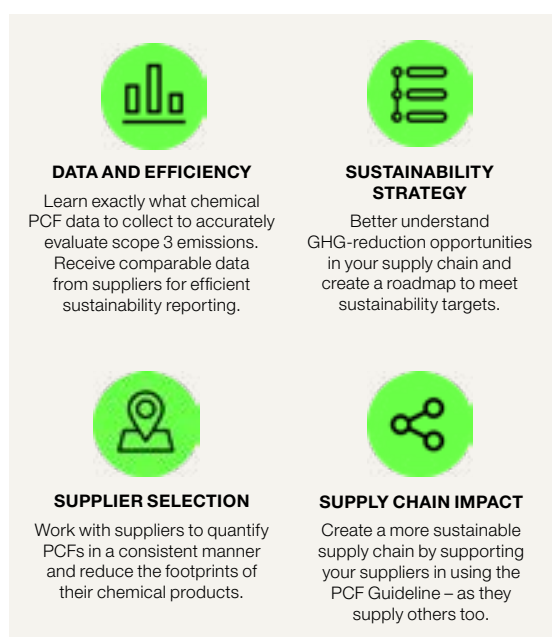 DATA AND EFFICIENCY
Learn exactly what chemical
PCF data to collect to accurately
evaluate scope 3 emissions.
Receive comparable data
from suppliers for efficient
sustainability reporting.
SUSTAINABILITY
STRATEGY
Better understand
GHG-reduction opportunities
in your supply chain and
create a roadmap to meet
sustainability targets.
SUPPLIER SELECTION
Work with suppliers to quantify
PCFs in a consistent manner
and reduce the footprints of
their chemical products.
SUPPLY CHAIN IMPACT
Create a more sustainable
supply chain by supporting
your suppliers in using the
PCF Guideline – as they
supply others too.